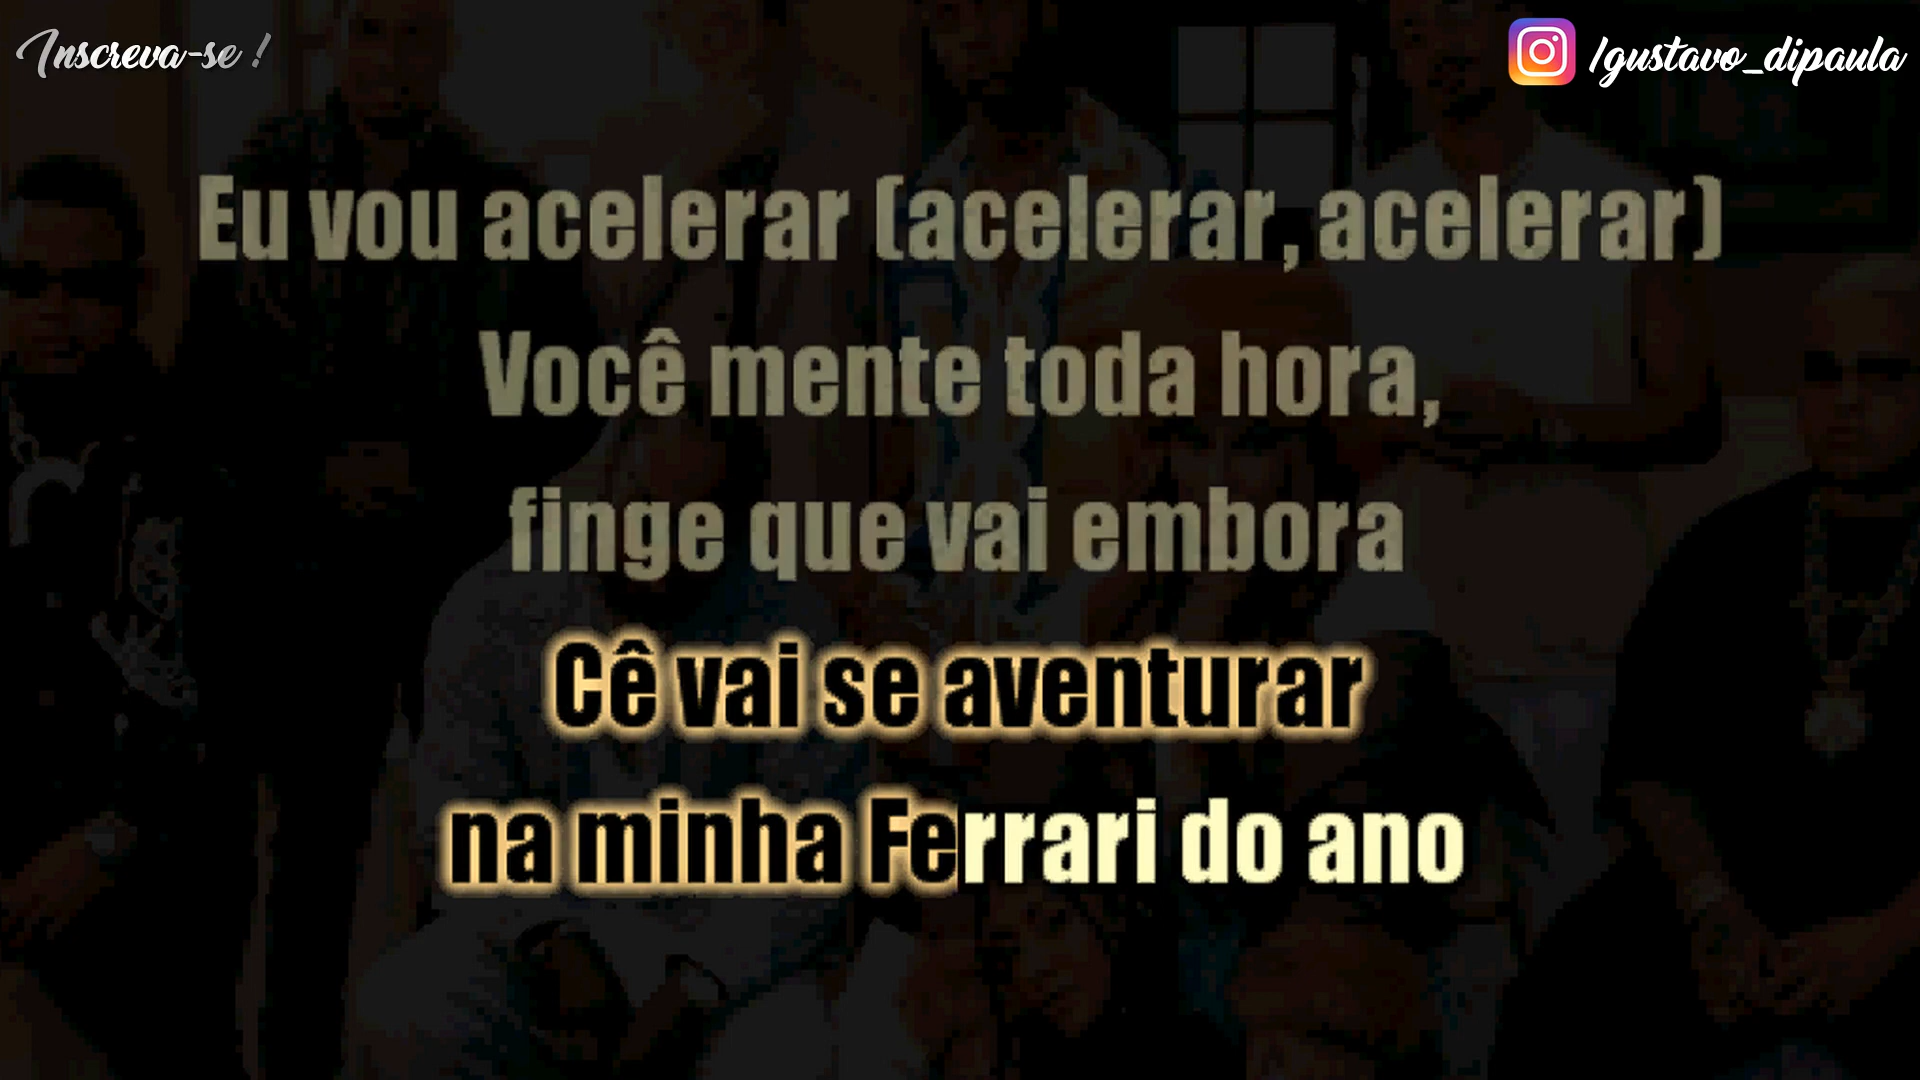 Inscreva-se !
/gustavo_dipaula
Eu vou acelerar (acelerar, acelerar)
Você mente toda hora,
finge que vai embora
Cê vai se aventurar
na minha Ferrari do ano